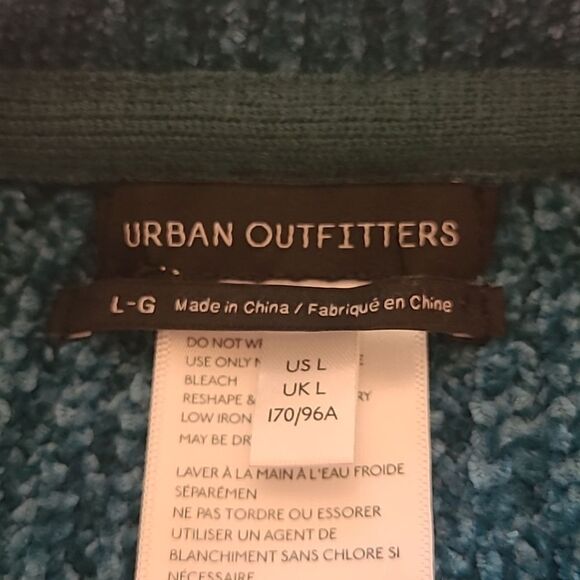 URBAN OUTFITTERS
L-G Made in China / Fabriqué en Chine
DO NOT
USE ONLY
BLEACH
RESHAPE &
LOW IRON
MAY BE
US L
UK L
170/96A
LAVER À LA MAIN À L'EAU FROIDE
SÉPARÉMEN
NE PAS TORDRE OU ESSORER
UTILISER UN AGENT DE
BLANCHIMENT SANS CHLORE SI
NÉCESSAIRE